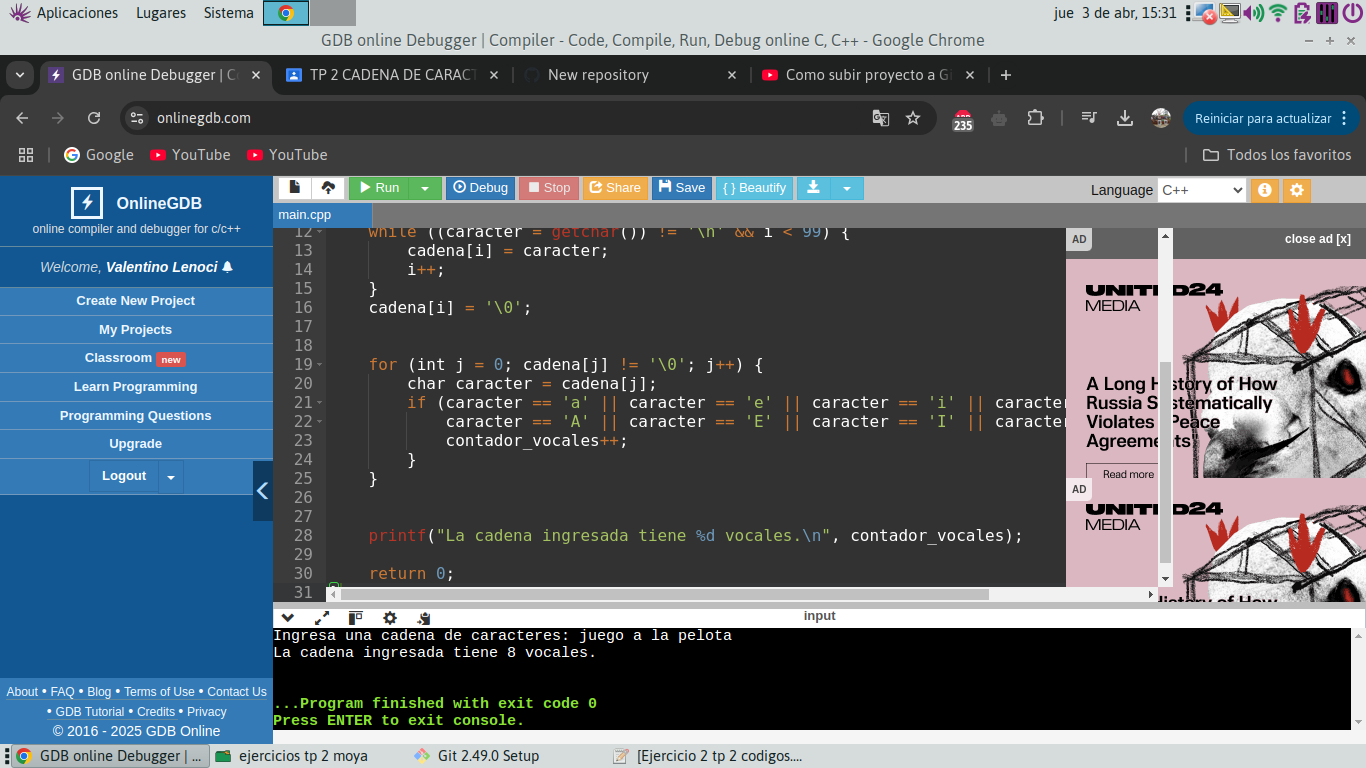 Aplicaciones Lugares Sistema jue 3 de abr, 15:31
GDB online Debugger | Compiler - Code, Compile, Run, Debug online C, C++ - Google Chrome
GDB online Debugger | C TP 2 CADENA DE CARACT New repository Como subir proyecto a Gi
onlinegdb.com 235 Reiniciar para actualizar
Google YouTube YouTube Todos los favoritos
OnlineGDB
online compiler and debugger for c/c++
Welcome, Valentino Lenoci
Create New Project
My Projects
Classroom new
Learn Programming
Programming Questions
Upgrade
Logout
About • FAQ • Blog • Terms of Use • Contact Us
• GDB Tutorial • Credits • Privacy
© 2016 - 2025 GDB Online
Run Debug Stop Share Save { } Beautify Language C++
main.cpp
12 while ((caracter = getchar()) != '\n' && i < 99) {
13 cadena[i] = caracter;
14 i++;
15 }
16 cadena[i] = '\0';
17
18
19 for (int j = 0; cadena[j] != '\0'; j++) {
20 char caracter = cadena[j];
21 if (caracter == 'a' || caracter == 'e' || caracter == 'i' || caracter
22 caracter == 'A' || caracter == 'E' || caracter == 'I' || caracter
23 contador_vocales++;
24 }
25 }
26
27
28 printf("La cadena ingresada tiene %d vocales.\n", contador_vocales);
29
30 return 0;
31
AD close ad [x]
UNITED24
MEDIA
A Long History of How
Russia Systematically
Violates Peace
Agreements
Read more
AD
UNITED24
MEDIA
History of How
input
Ingresa una cadena de caracteres: juego a la pelota
La cadena ingresada tiene 8 vocales.
...Program finished with exit code 0
Press ENTER to exit console.
GDB online Debugger | ... ejercicios tp 2 moya Git 2.49.0 Setup [Ejercicio 2 tp 2 codigos....